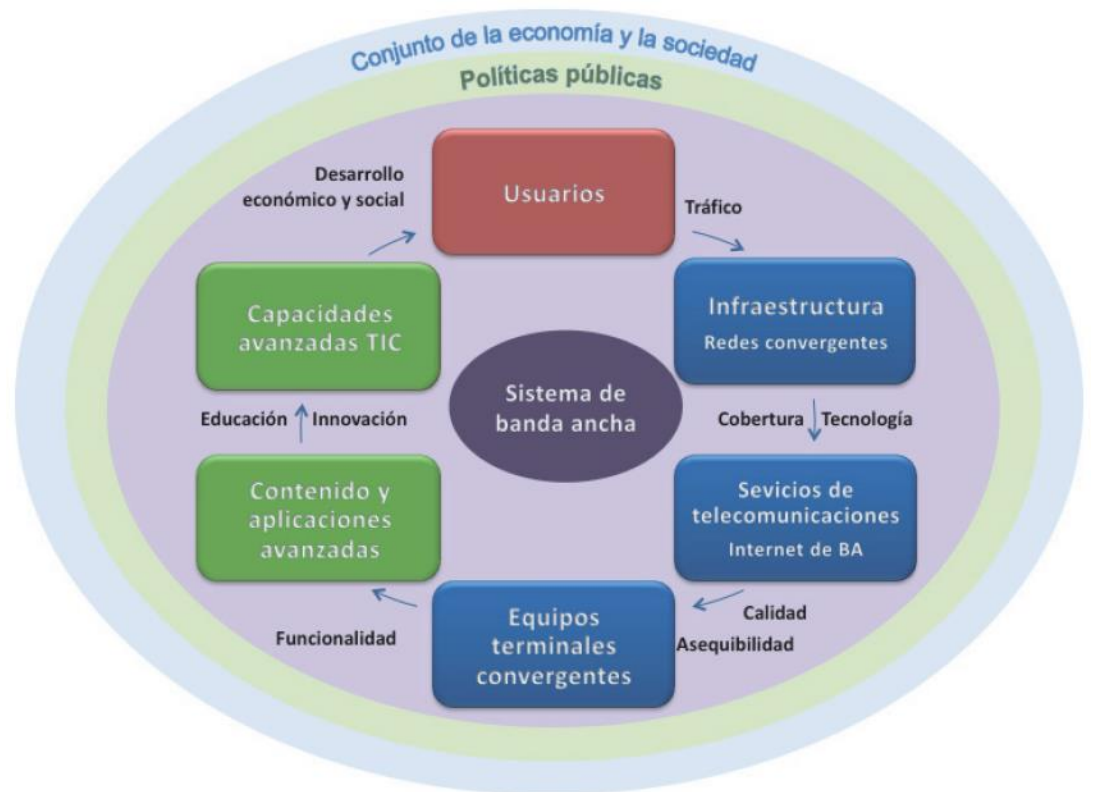 Conjunto de la economía y la sociedad
Políticas públicas
Usuarios
Tráfico
Infraestructura
Redes convergentes
Cobertura
Tecnología
Sevicios de
telecomunicaciones
Internet de BA
Calidad
Asequibilidad
Equipos
terminales
convergentes
Funcionalidad
Contenido y
aplicaciones
avanzadas
Educación
Innovación
Capacidades
avanzadas TIC
Desarrollo
económico y social
Sistema de
banda ancha